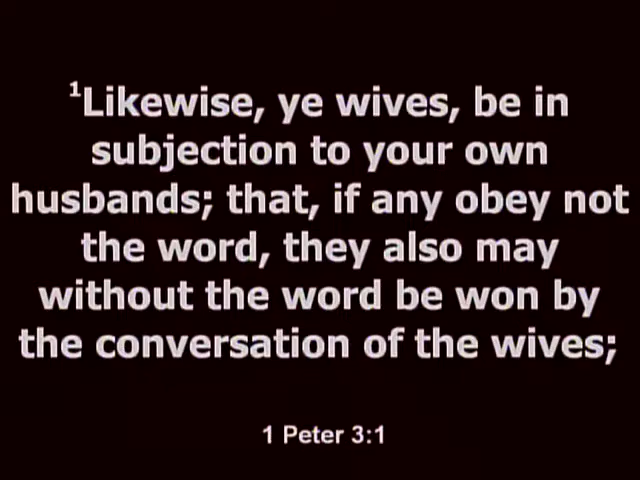 ¹Likewise, ye wives, be in
subjection to your own
husbands; that, if any obey not
the word, they also may
without the word be won by
the conversation of the wives;
1 Peter 3:1